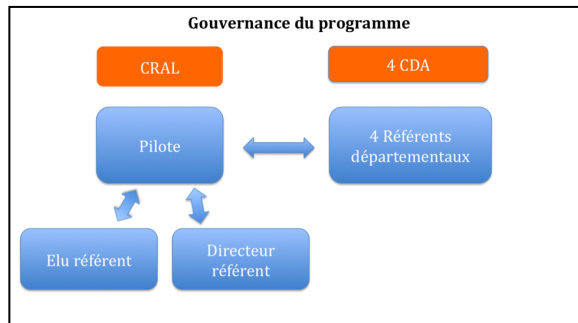 Gouvernance du programme
CRAL
4 CDA
Pilote
4 Référents
départementaux
Elu référent
Directeur
référent